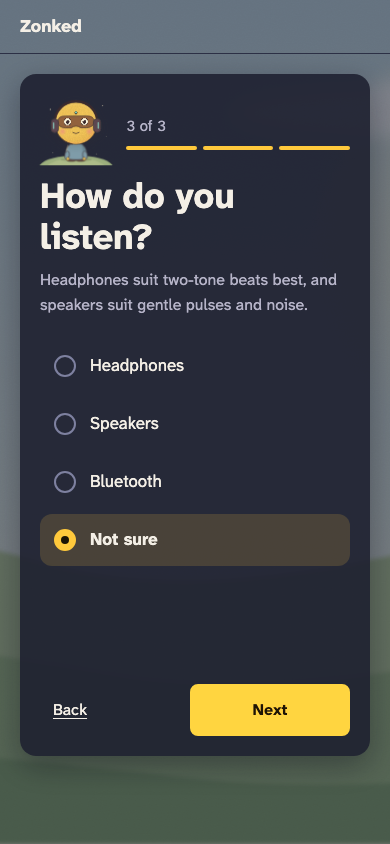 Zonked
3 of 3
How do you
listen?
Headphones suit two-tone beats best, and
speakers suit gentle pulses and noise.
Headphones
Speakers
Bluetooth
Not sure
Back
Next